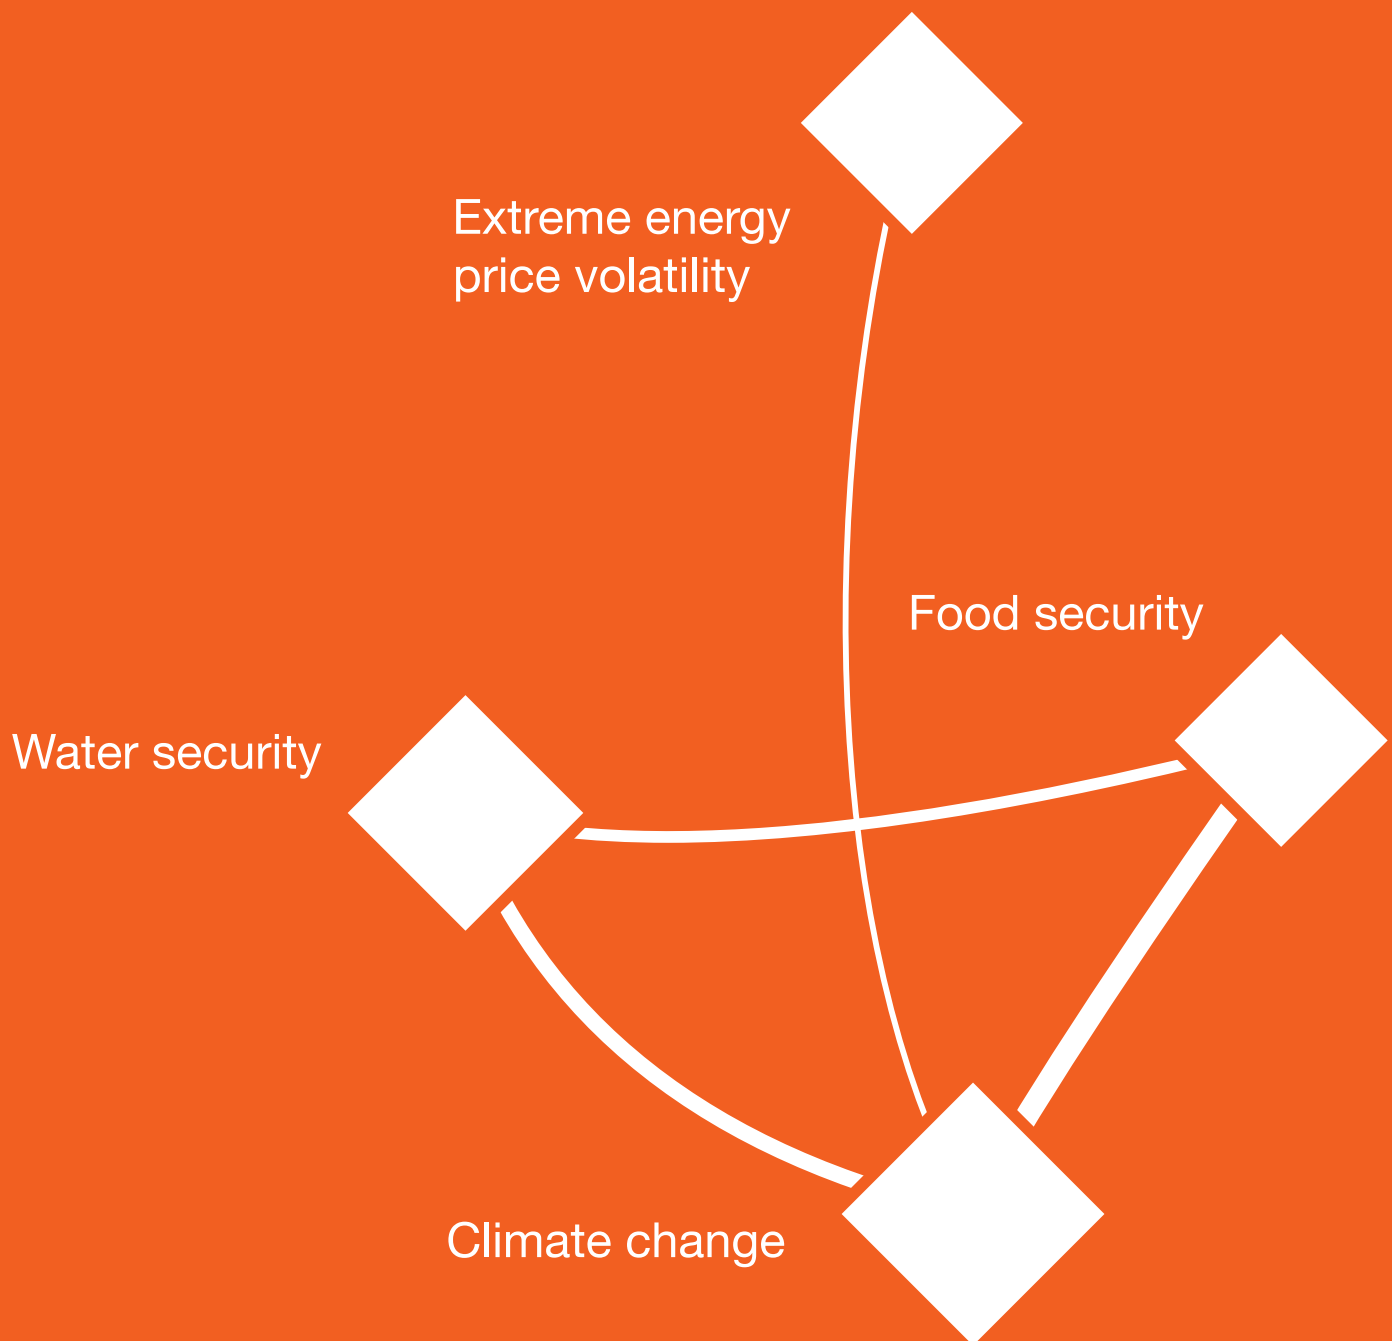 Extreme energy
price volatility
Food security
Water security
Climate change